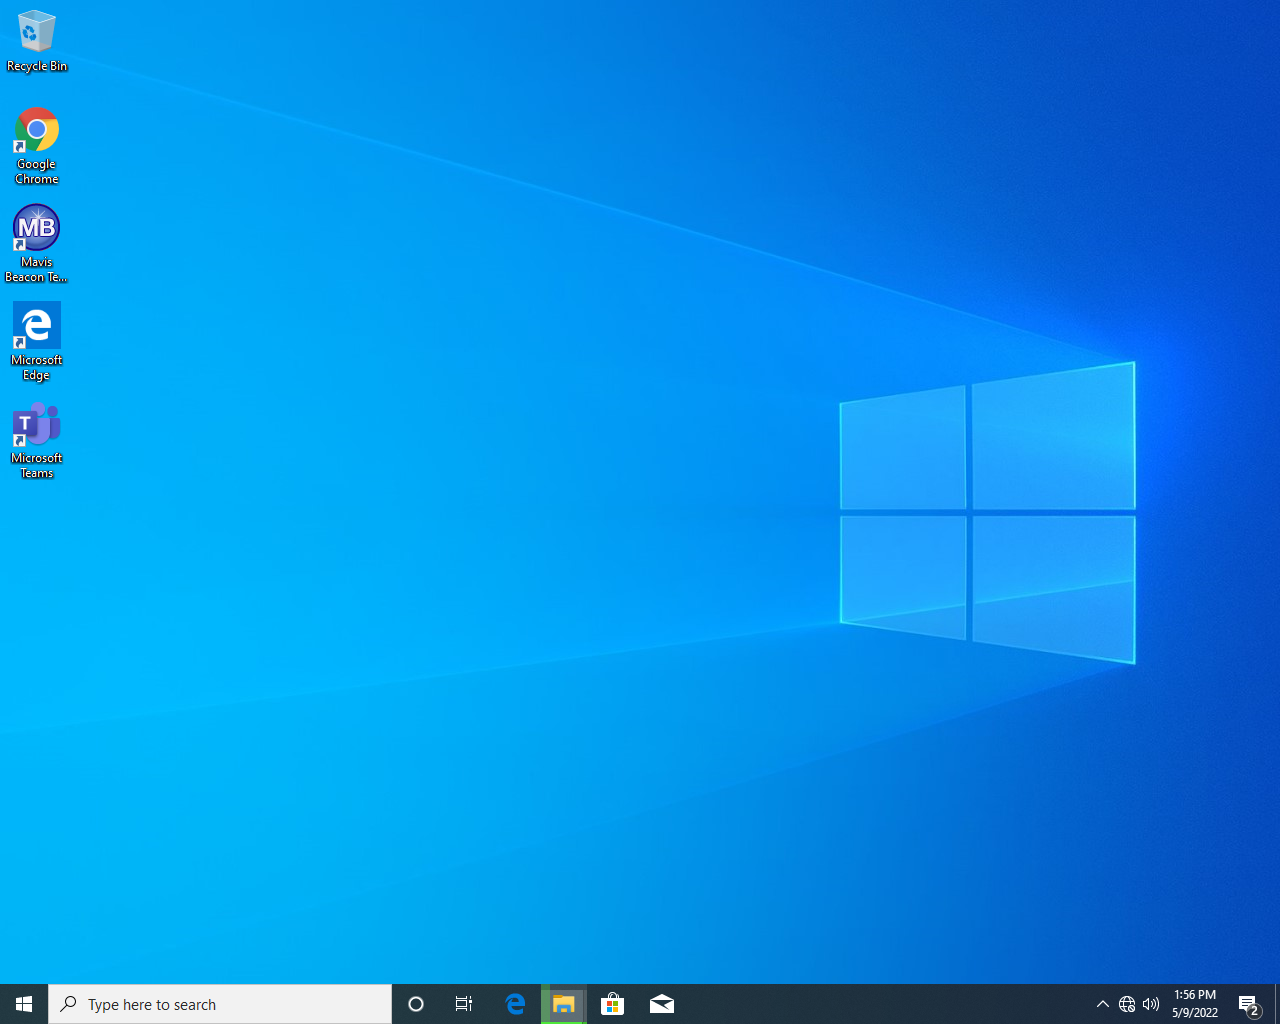 Recycle Bin
Google
Chrome
MB
Mavis
Beacon Te...
Microsoft
Edge
T
Microsoft
Teams
Type here to search
1:56 PM
5/9/2022
2